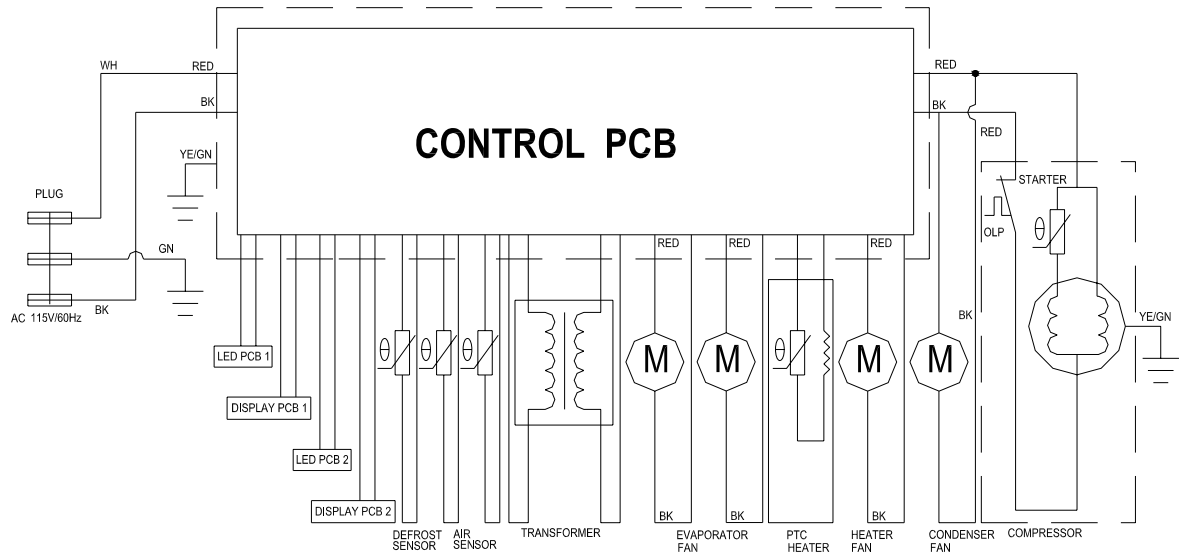 WH
RED
BK
YE/GN
CONTROL PCB
RED
BK
RED
PLUG
GN
BK
AC 115V/60Hz
STARTER
θ
OLP
YE/GN
BK
RED
RED
RED
LED PCB 1
DISPLAY PCB 1
LED PCB 2
DISPLAY PCB 2
θ
θ
θ
M
M
θ
M
M
BK
BK
BK
DEFROST
SENSOR
AIR
SENSOR
TRANSFORMER
EVAPORATOR
FAN
PTC
HEATER
HEATER
FAN
CONDENSER
FAN
COMPRESSOR